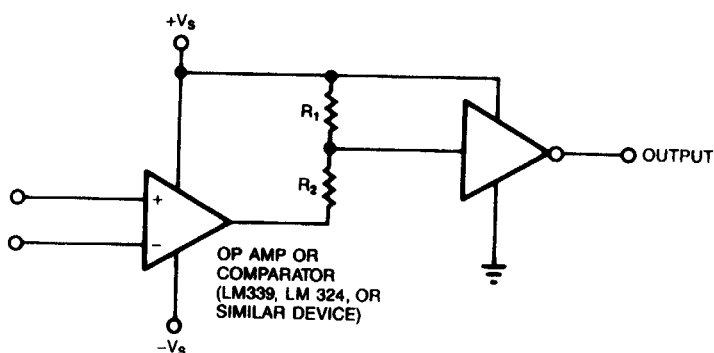 +Vs
R1
R2
+
−
OUTPUT
OP AMP OR
COMPARATOR
(LM339, LM 324, OR
SIMILAR DEVICE)
−Vs